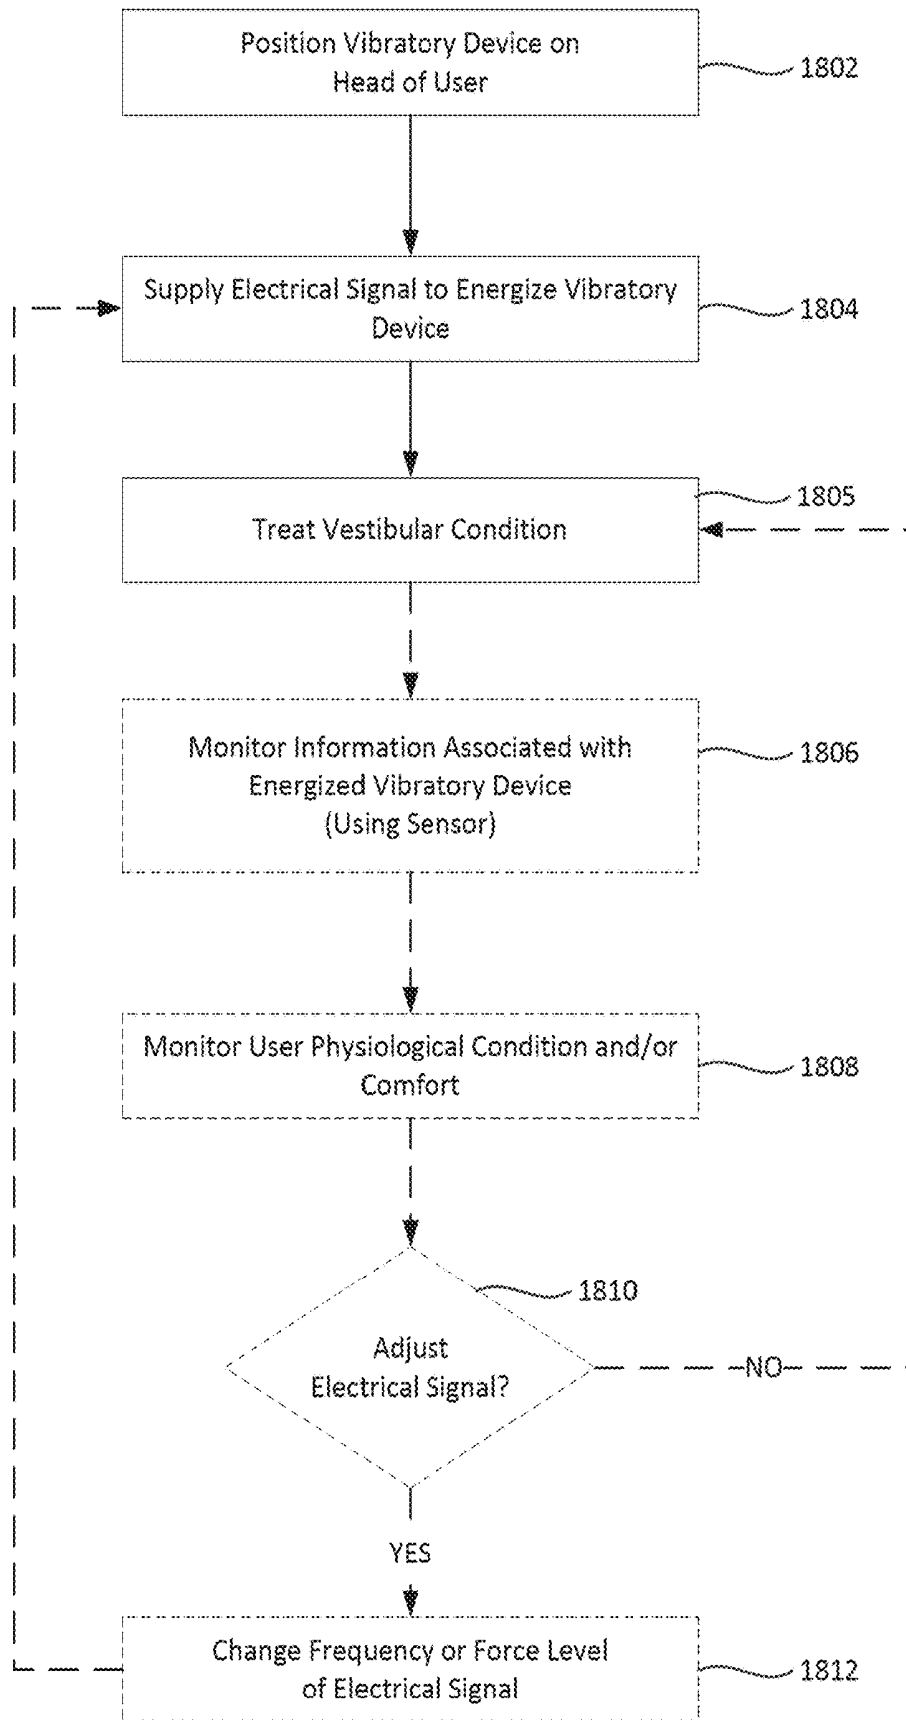 Position Vibratory Device on
Head of User
1802
Supply Electrical Signal to Energize Vibratory
Device
1804
1805
Treat Vestibular Condition
Monitor Information Associated with
Energized Vibratory Device
(Using Sensor)
1806
Monitor User Physiological Condition and/or
Comfort
1808
1810
Adjust
Electrical Signal?
NO
YES
Change Frequency or Force Level
of Electrical Signal
1812